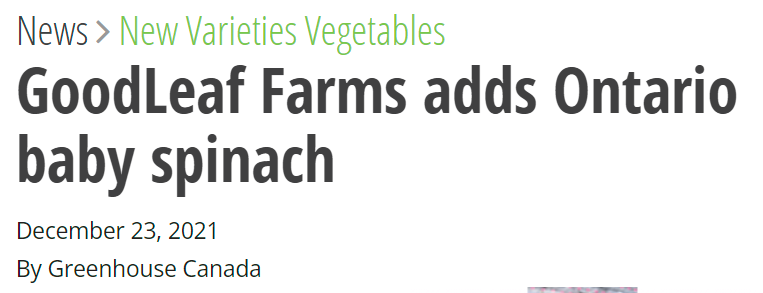 News > New Varieties Vegetables
GoodLeaf Farms adds Ontario
baby spinach
December 23, 2021
By Greenhouse Canada